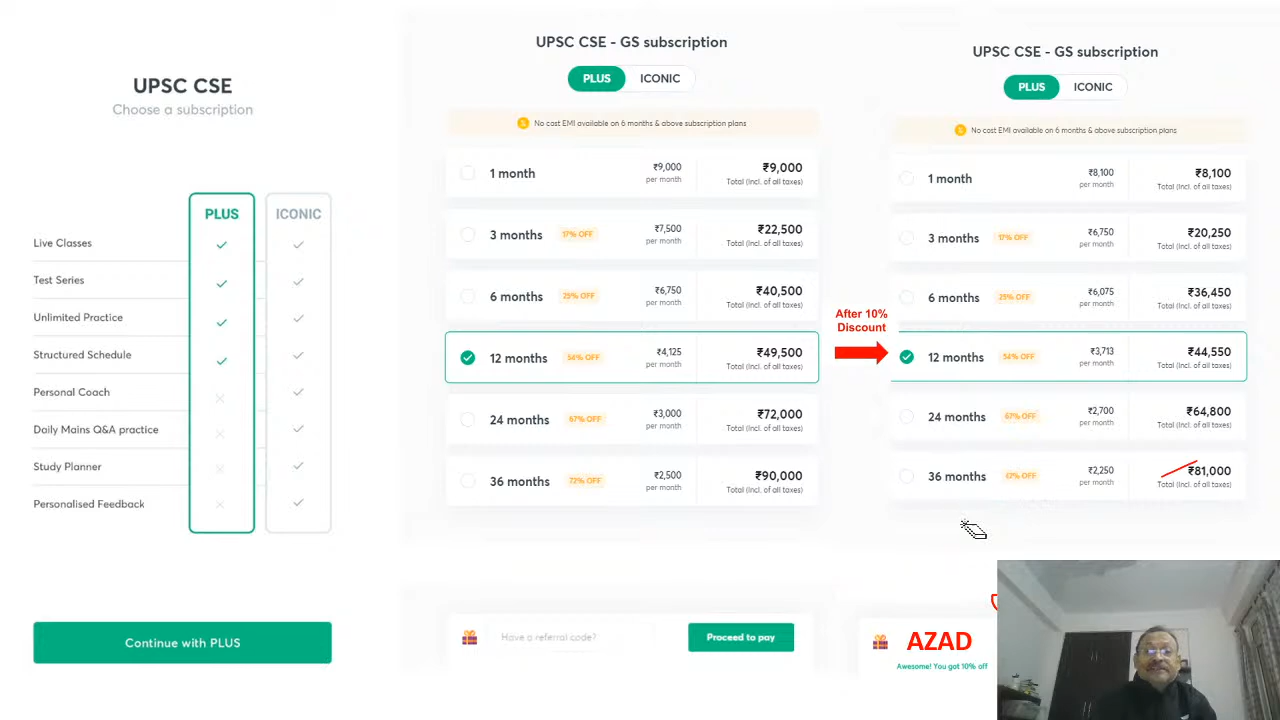 UPSC CSE
Choose a subscription
PLUS ICONIC
Live Classes
Test Series
Unlimited Practice
Structured Schedule
Personal Coach
Daily Mains Q&A practice
Study Planner
Personalised Feedback
Continue with PLUS
UPSC CSE - GS subscription
PLUS ICONIC
No cost EMI available on 6 months & above subscription plans
1 month ₹9,000 ₹9,000
per month Total (Incl. of all taxes)
3 months 17% OFF ₹7,500 ₹22,500
per month Total (Incl. of all taxes)
6 months 25% OFF ₹6,750 ₹40,500
per month Total (Incl. of all taxes)
12 months 54% OFF ₹4,125 ₹49,500
per month Total (Incl. of all taxes)
24 months 67% OFF ₹3,000 ₹72,000
per month Total (Incl. of all taxes)
36 months 72% OFF ₹2,500 ₹90,000
per month Total (Incl. of all taxes)
Have a referral code? Proceed to pay
After 10%
Discount
UPSC CSE - GS subscription
PLUS ICONIC
No cost EMI available on 6 months & above subscription plans
1 month ₹8,100 ₹8,100
per month Total (Incl. of all taxes)
3 months 17% OFF ₹6,750 ₹20,250
per month Total (Incl. of all taxes)
6 months 25% OFF ₹6,075 ₹36,450
per month Total (Incl. of all taxes)
12 months 54% OFF ₹3,713 ₹44,550
per month Total (Incl. of all taxes)
24 months 67% OFF ₹2,700 ₹64,800
per month Total (Incl. of all taxes)
36 months OFF ₹2,250 ₹81,000
per month Total (Incl. of all taxes)
AZAD
Awesome! You got 10% off